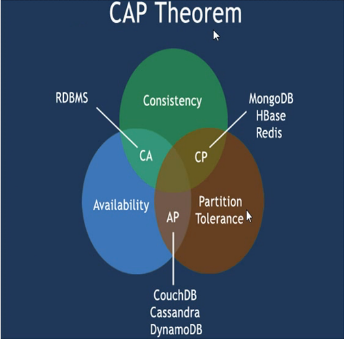 CAP Theorem
RDBMS
Consistency
MongoDB
HBase
Redis
CA
CP
Availability
Partition
Tolerance
AP
CouchDB
Cassandra
DynamoDB